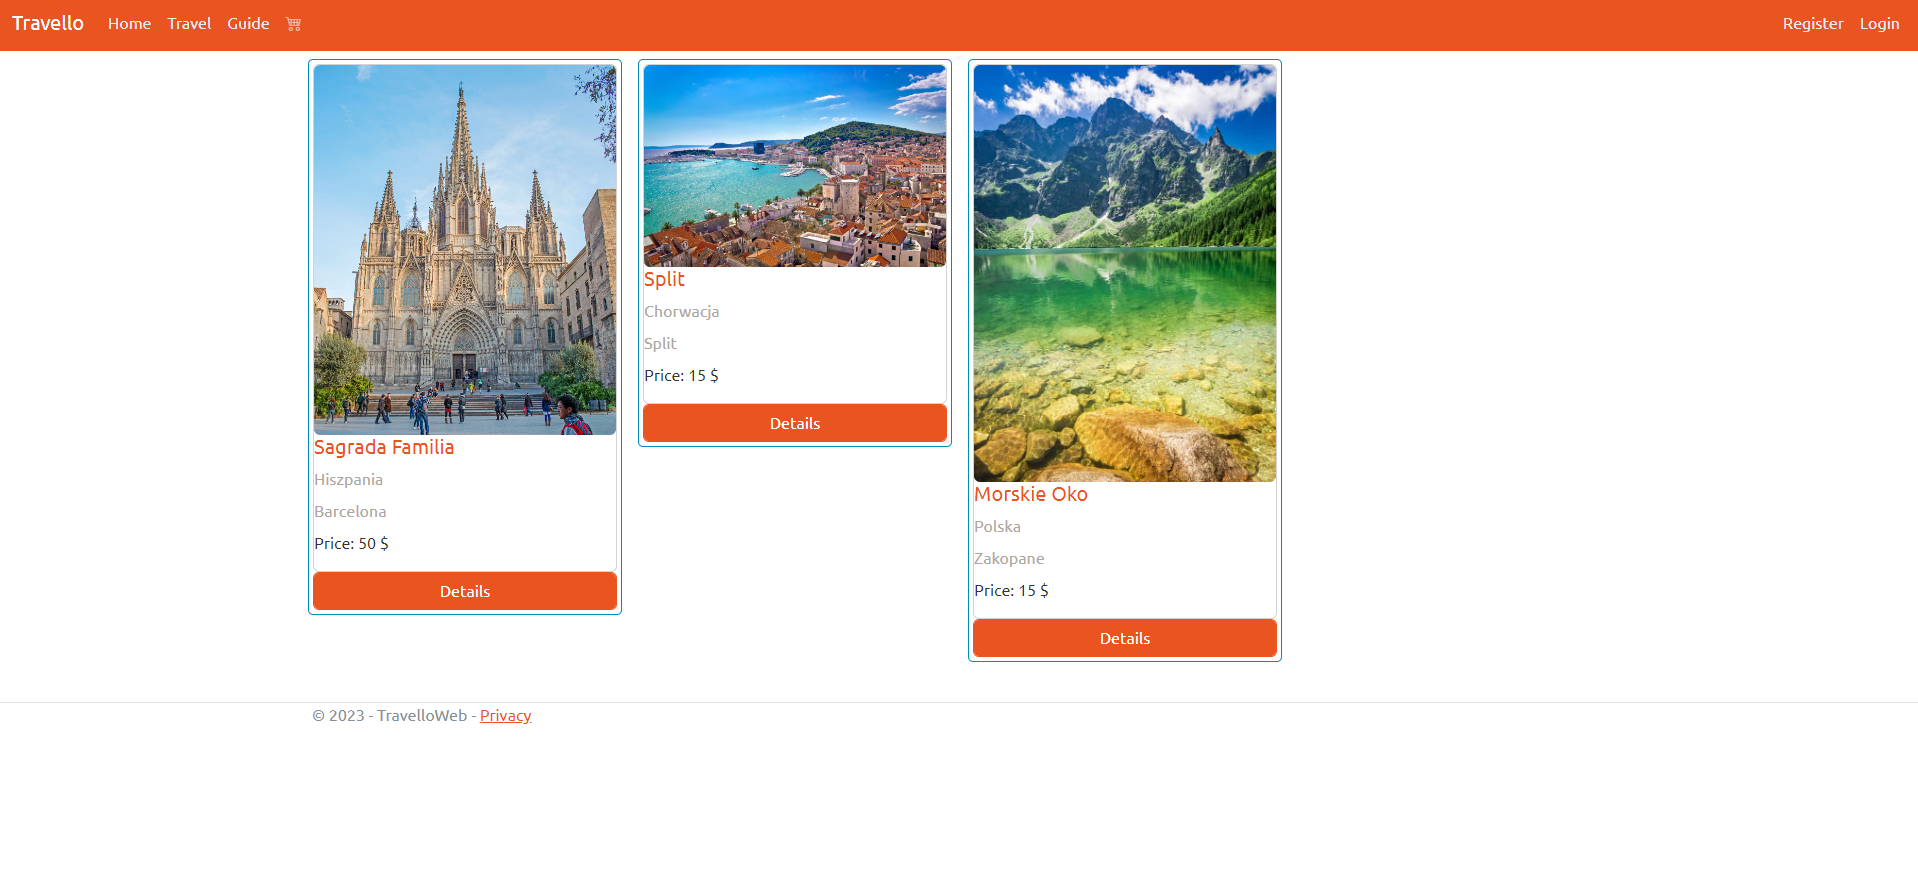 Travello Home Travel Guide Register Login
Sagrada Familia
Hiszpania
Barcelona
Price: 50 $
Details
Split
Chorwacja
Split
Price: 15 $
Details
Morskie Oko
Polska
Zakopane
Price: 15 $
Details
© 2023 - TravelloWeb - Privacy